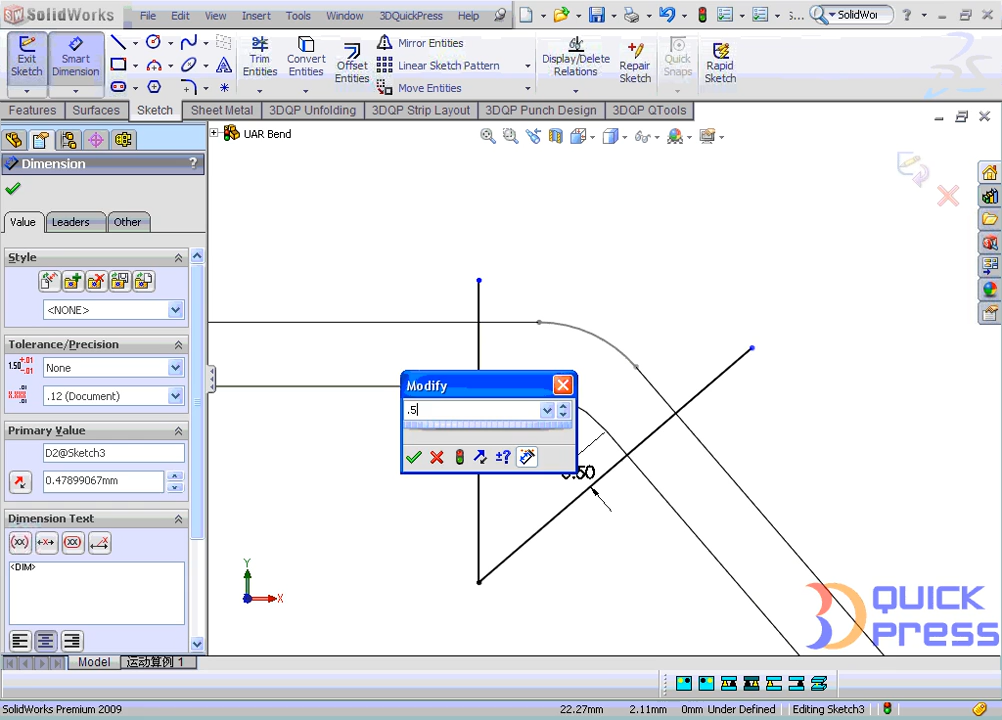 SolidWorks
File Edit View Insert Tools Window 3DQuickPress Help
s...
SolidWor
Exit Sketch
Smart Dimension
Trim Entities
Convert Entities
Offset Entities
Mirror Entities
Linear Sketch Pattern
Move Entities
Display/Delete Relations
Repair Sketch
Quick Snaps
Rapid Sketch
Features Surfaces Sketch Sheet Metal 3DQP Unfolding 3DQP Strip Layout 3DQP Punch Design 3DQP QTools
UAR Bend
Dimension ?
Value Leaders Other
Style
<NONE>
Tolerance/Precision
None
.12 (Document)
Primary Value
D2@Sketch3
0.47899067mm
Dimension Text
<DIM>
Modify
.5
Y
X
QUICK
PRESS
Model 运动算例 1
SolidWorks Premium 2009
22.27mm 2.11mm 0mm Under Defined Editing Sketch3